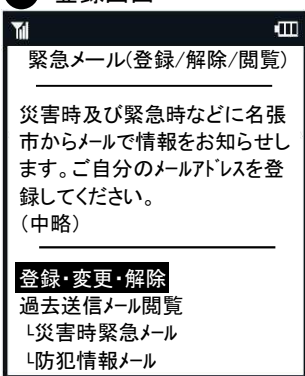 登録画面
緊急メール(登録/解除/閲覧)
災害時及び緊急時などに名張
市からメールで情報をお知らせし
ます。ご自分のメールアドレスを登
録してください。
(中略)
登録・変更・解除
過去送信メール閲覧
└災害時緊急メール
└防犯情報メール